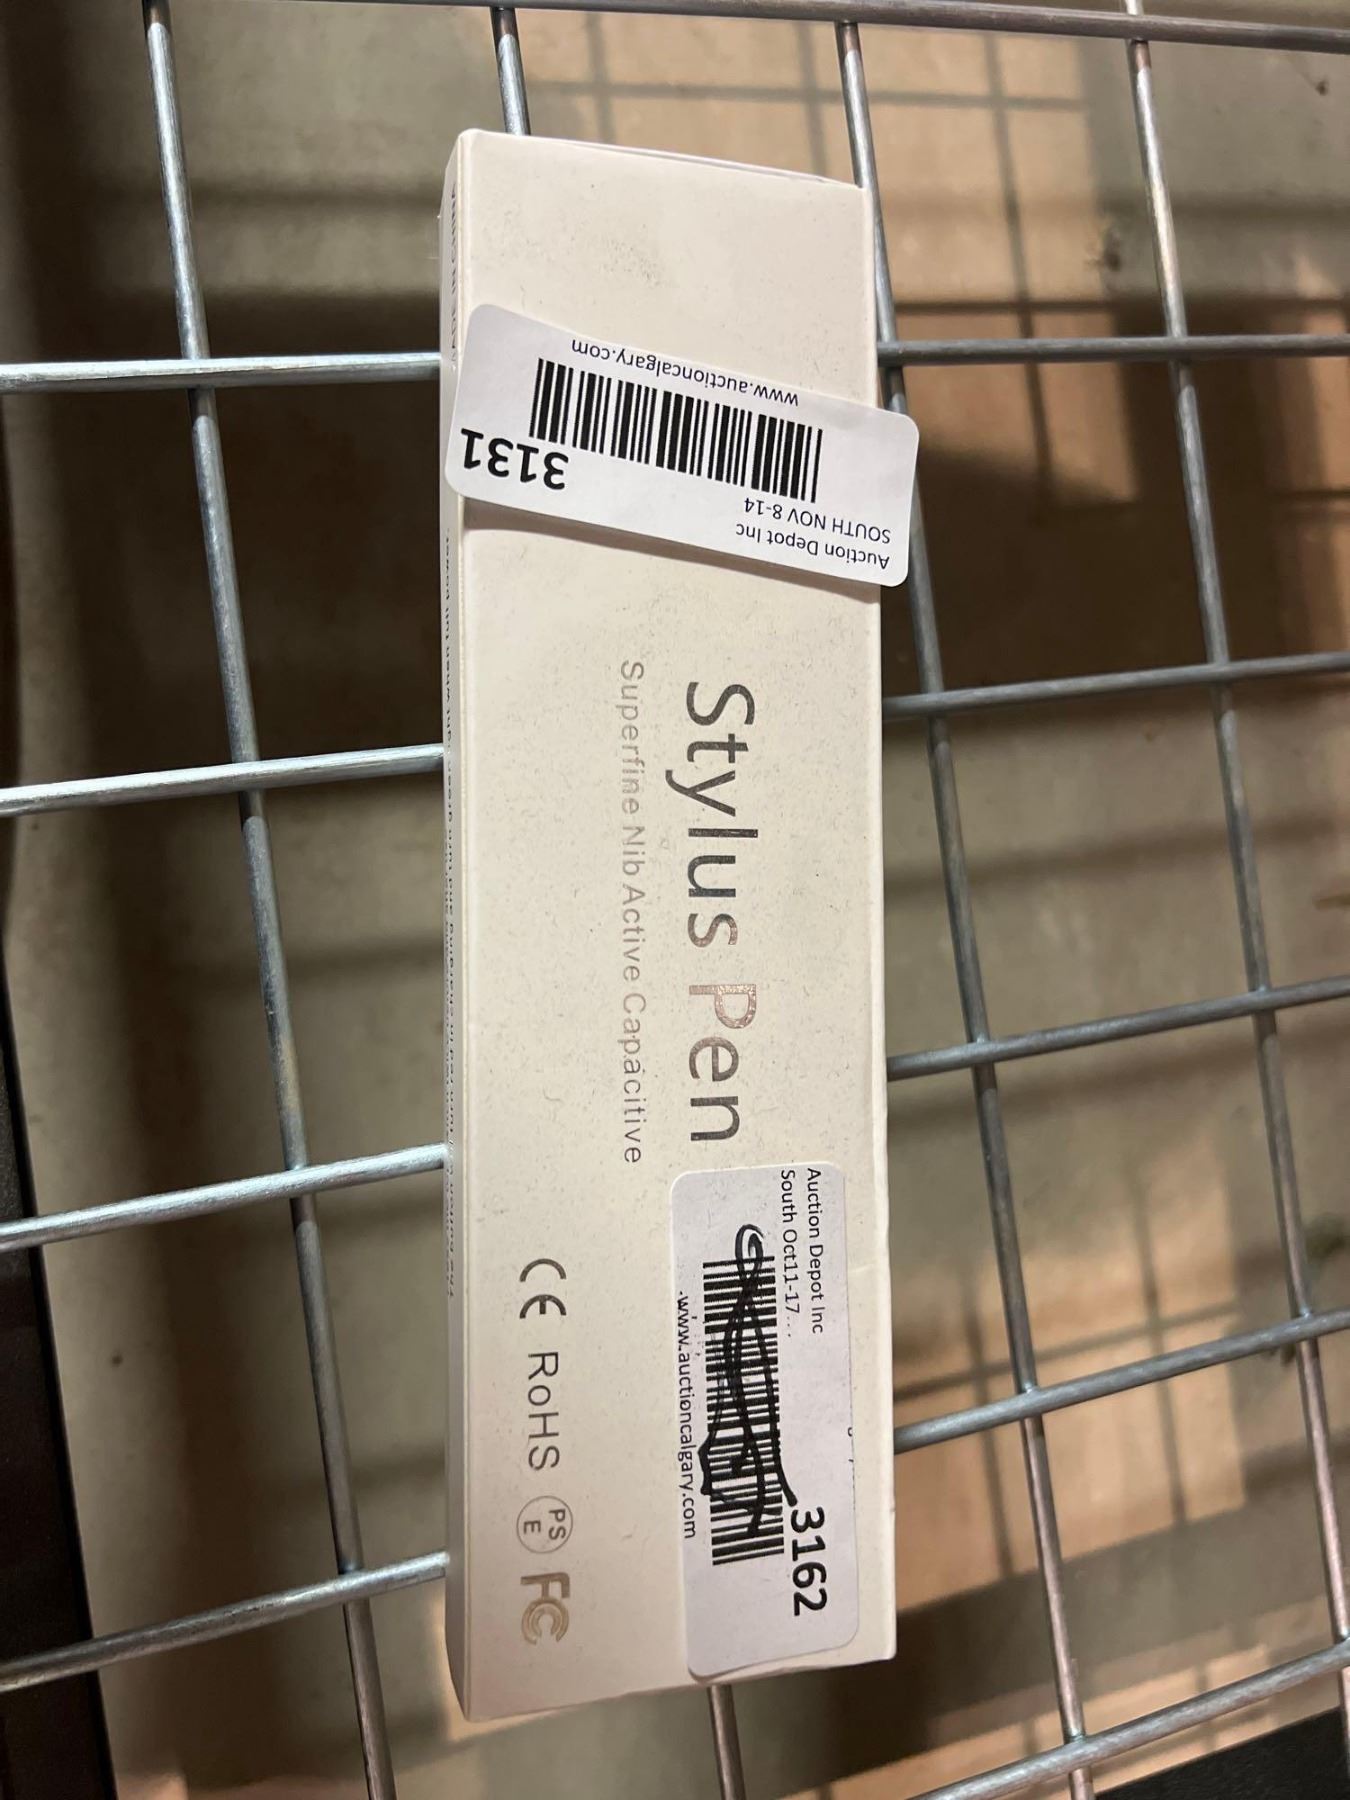 www.auctioncalgary.com
3131
SOUTH NOV 8-14
Auction Depot Inc
Stylus Pen
Superfine Nib Active Capacitive
Auction Depot Inc
South Oct11-17...
3162
www.auctioncalgary.com
CE RoHS PS E FC